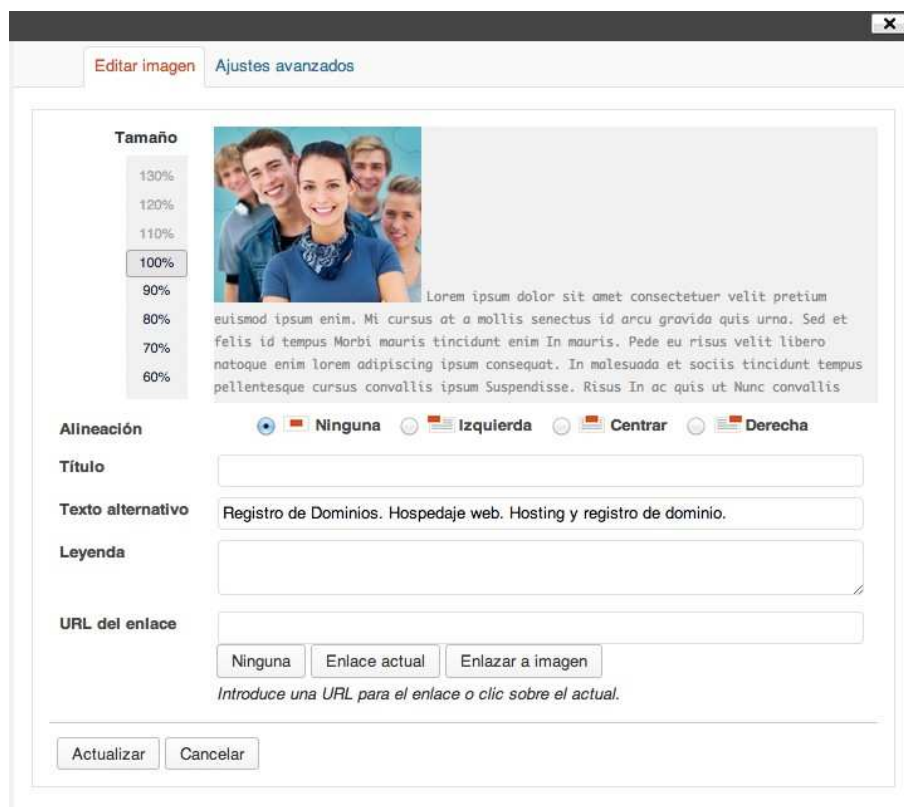 Editar imagen Ajustes avanzados
Tamaño
130%
120%
110%
100%
90%
80%
70%
60%
Lorem ipsum dolor sit amet consectetuer velit pretium
euismod ipsum enim. Mi cursus at a mollis senectus id arcu gravida quis urna. Sed et
felis id tempus Morbi mauris tincidunt enim In mauris. Pede eu risus velit libero
natoque enim lorem adipiscing ipsum consequat. In malesuada et sociis tincidunt tempus
pellentesque cursus convallis ipsum Suspendisse. Risus In ac quis ut Nunc convallis
Alineación Ninguna Izquierda Centrar Derecha
Título
Texto alternativo Registro de Dominios. Hospedaje web. Hosting y registro de dominio.
Leyenda
URL del enlace
Ninguna Enlace actual Enlazar a imagen
Introduce una URL para el enlace o clic sobre el actual.
Actualizar Cancelar